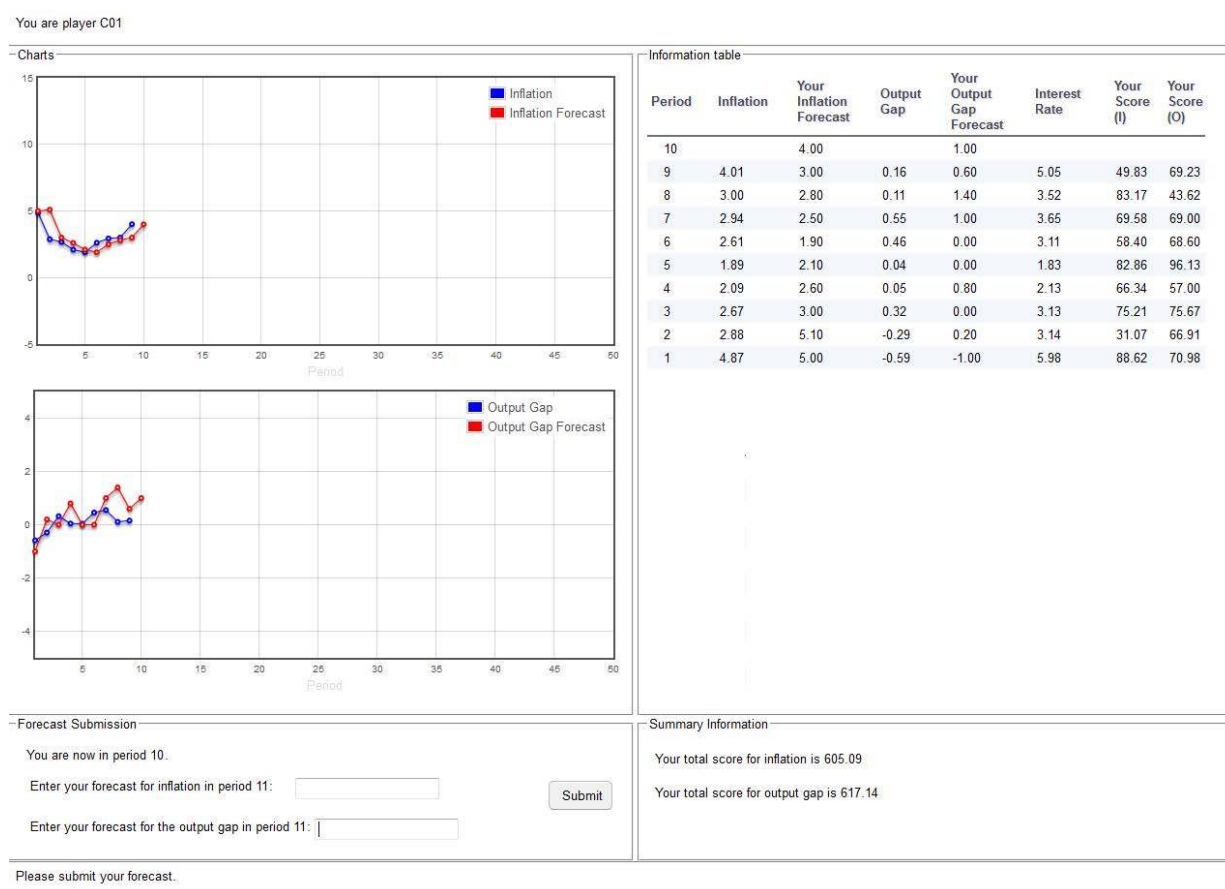 You are player C01
Charts
Inflation
Inflation Forecast
15
10
5
0
-5
5 10 15 20 25 30 35 40 45 50
Period
Output Gap
Output Gap Forecast
4
2
0
-2
-4
5 10 15 20 25 30 35 40 45 50
Period
Information table
Period Inflation Your Inflation Forecast Output Gap Your Output Gap Forecast Interest Rate Your Score (I) Your Score (O)
10 4.00 1.00
9 4.01 3.00 0.16 0.60 5.05 49.83 69.23
8 3.00 2.80 0.11 1.40 3.52 83.17 43.62
7 2.94 2.50 0.55 1.00 3.65 69.58 69.00
6 2.61 1.90 0.46 0.00 3.11 58.40 68.60
5 1.89 2.10 0.04 0.00 1.83 82.86 96.13
4 2.09 2.60 0.05 0.80 2.13 66.34 57.00
3 2.67 3.00 0.32 0.00 3.13 75.21 75.67
2 2.88 5.10 -0.29 0.20 3.14 31.07 66.91
1 4.87 5.00 -0.59 -1.00 5.98 88.62 70.98
Forecast Submission
You are now in period 10.
Enter your forecast for inflation in period 11:
Submit
Enter your forecast for the output gap in period 11:
Summary Information
Your total score for inflation is 605.09
Your total score for output gap is 617.14
Please submit your forecast.